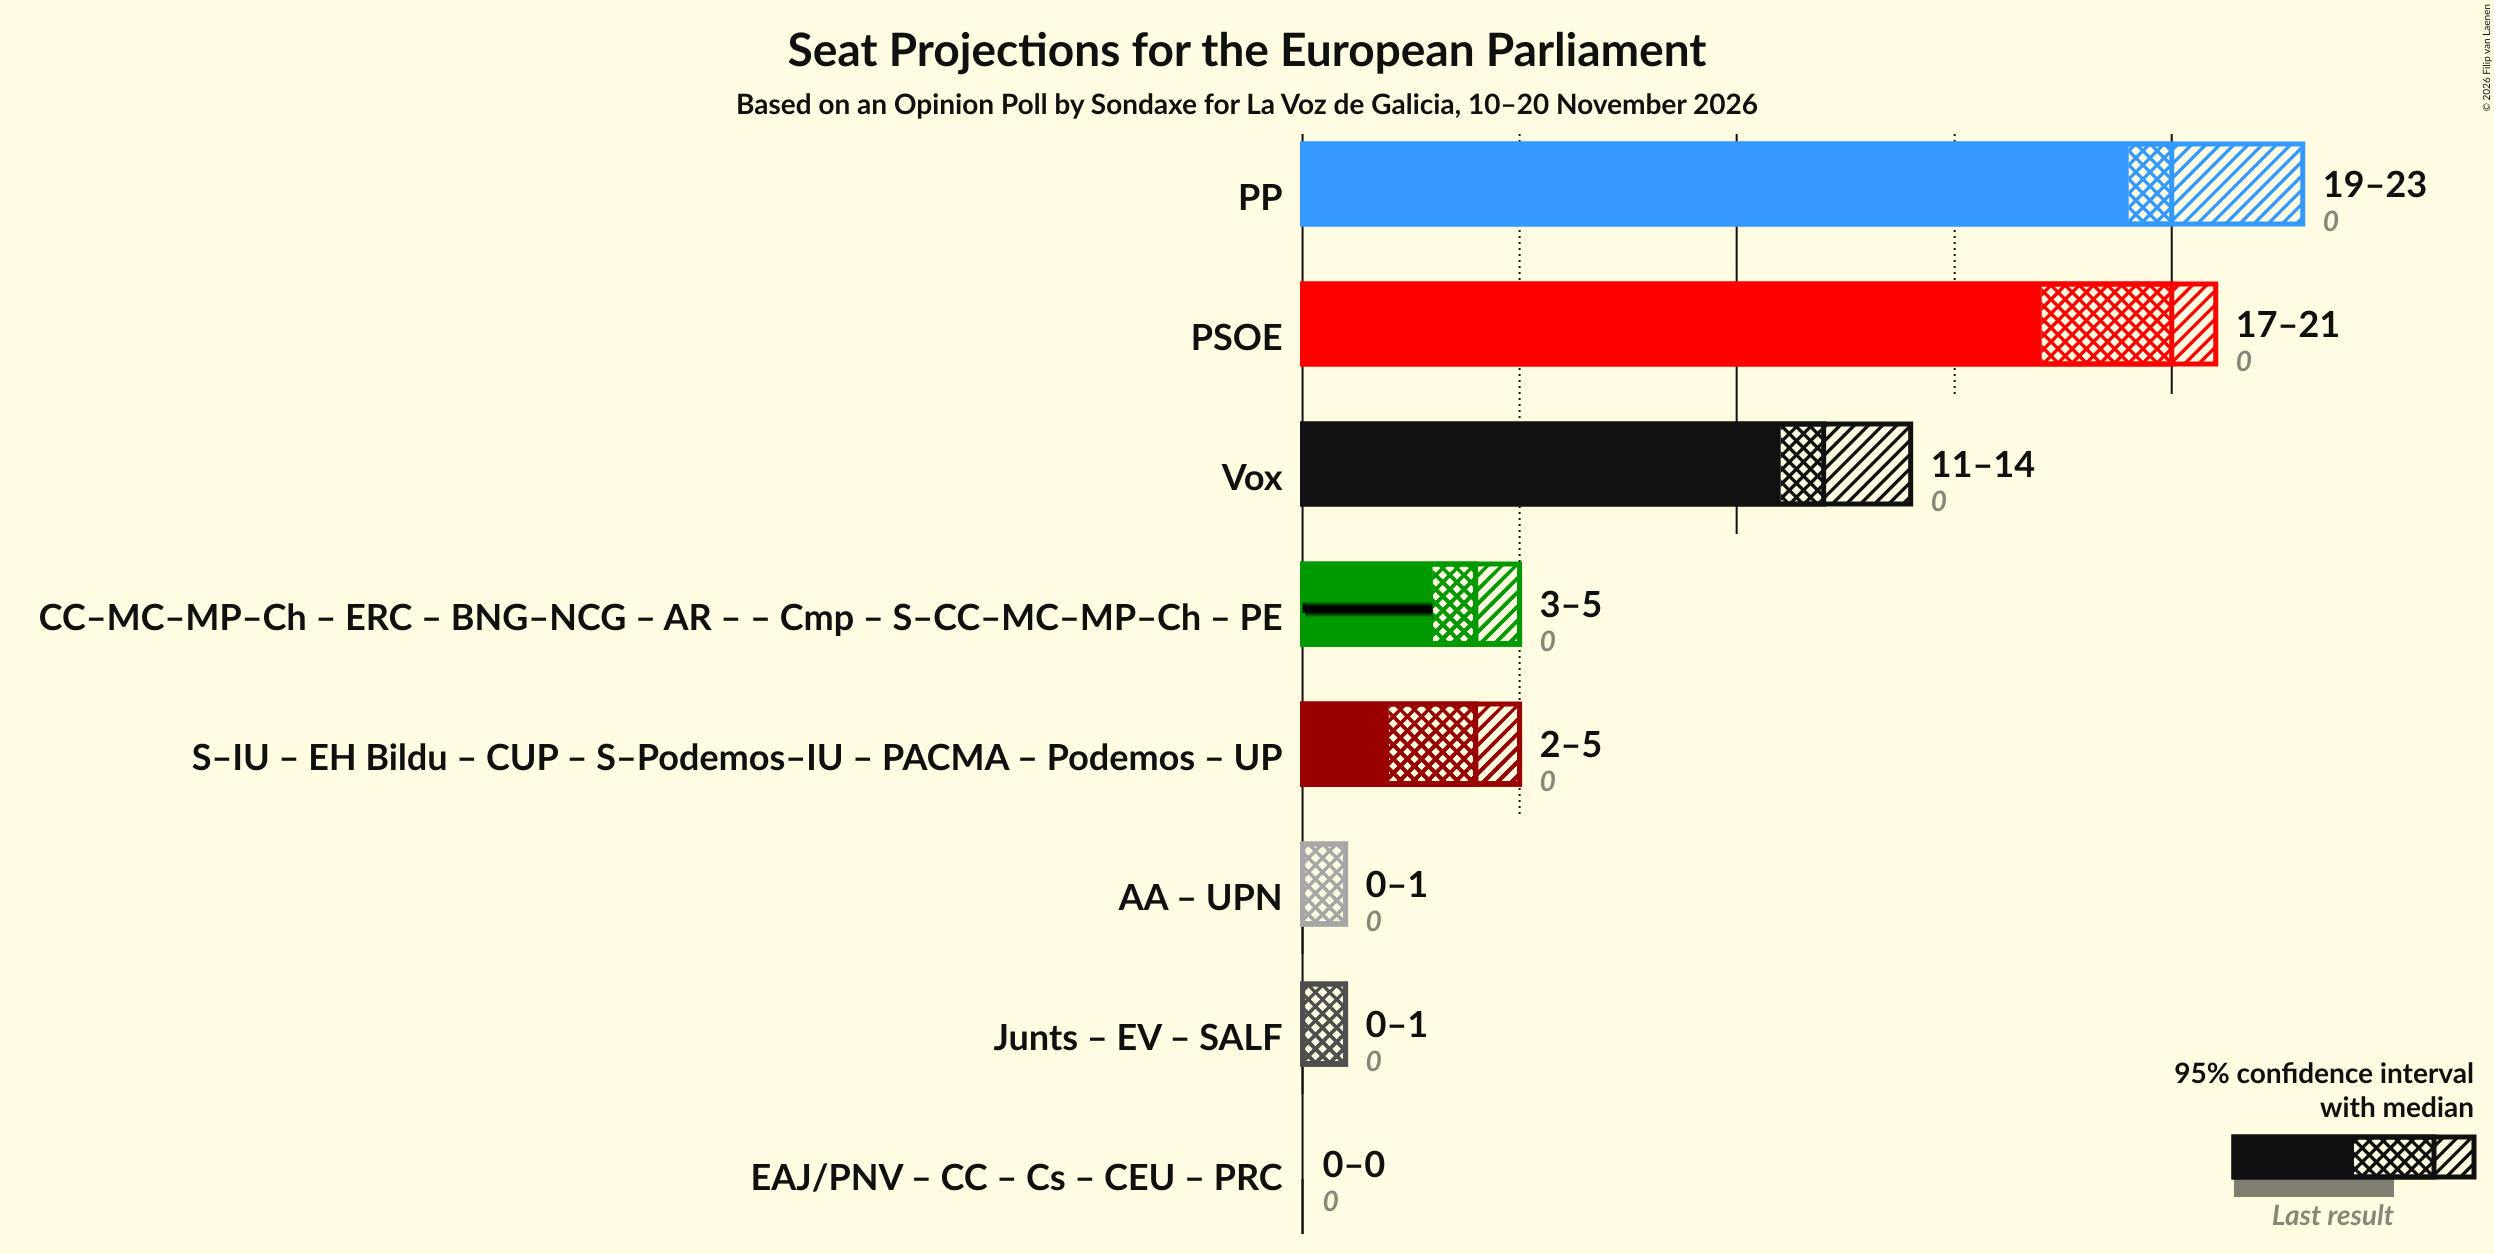 Seat Projections for the European Parliament
Based on an Opinion Poll by Sondaxe for La Voz de Galicia, 10–20 November 2026
© 2026 Filip van Laenen
PP
19–23
0
PSOE
17–21
0
Vox
11–14
0
CC–MC–MP–Ch – ERC – BNG–NCG – AR – – Cmp – S–CC–MC–MP–Ch – PE
3–5
0
S–IU – EH Bildu – CUP – S–Podemos–IU – PACMA – Podemos – UP
2–5
0
AA – UPN
0–1
0
Junts – EV – SALF
0–1
0
EAJ/PNV – CC – Cs – CEU – PRC
0–0
0
95% confidence interval
with median
Last result